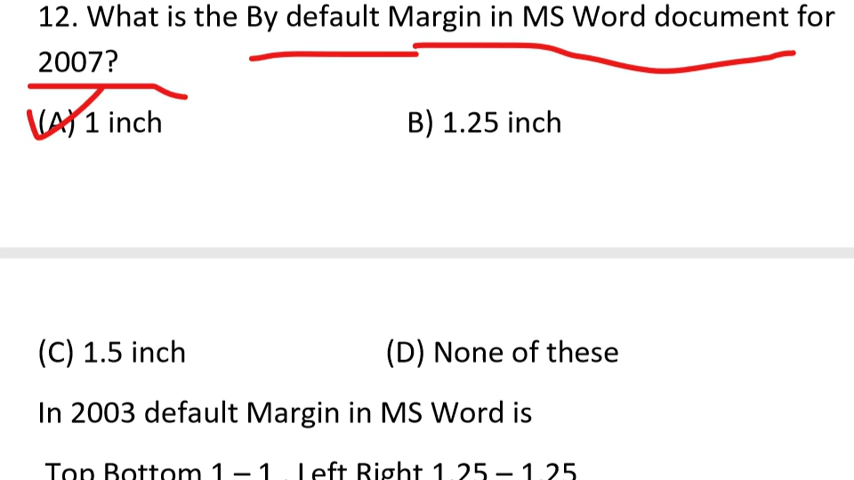 12. What is the By default Margin in MS Word document for
2007?
(A) 1 inch B) 1.25 inch
(C) 1.5 inch (D) None of these
In 2003 default Margin in MS Word is
Top Bottom 1 – 1 , Left Right 1.25 – 1.25